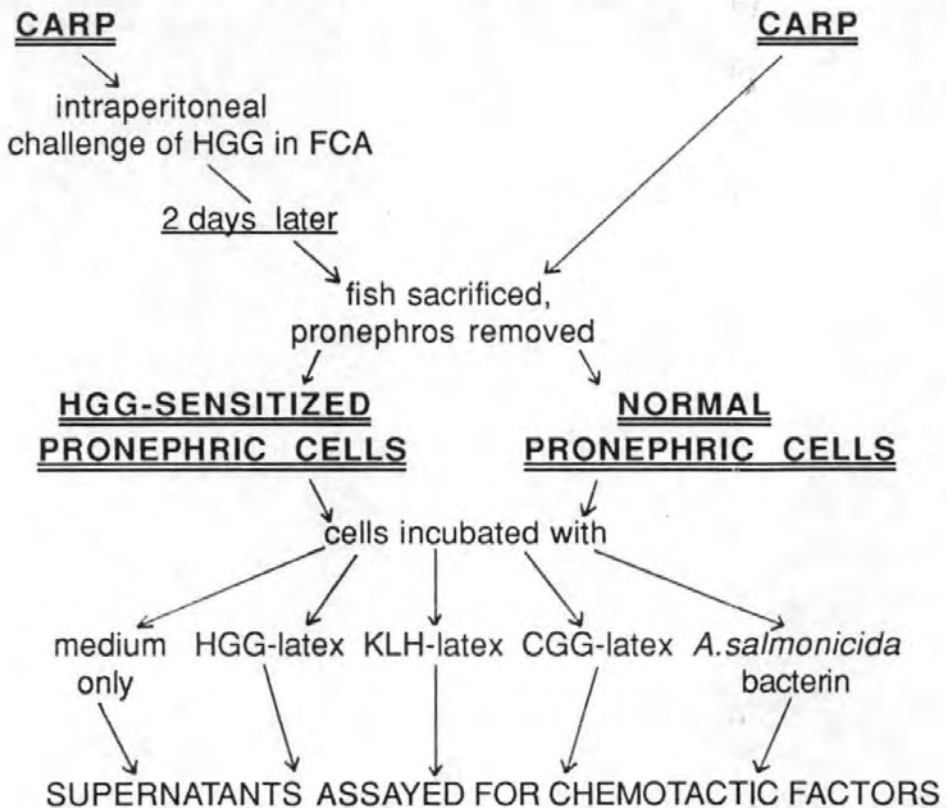 CARP
CARP
intraperitoneal
challenge of HGG in FCA
2 days later
fish sacrificed,
pronephros removed
HGG-SENSITIZED
PRONEPHRIC CELLS
NORMAL
PRONEPHRIC CELLS
cells incubated with
medium
only
HGG-latex
KLH-latex
CGG-latex
A.salmonicida
bacterin
SUPERNATANTS ASSAYED FOR CHEMOTACTIC FACTORS